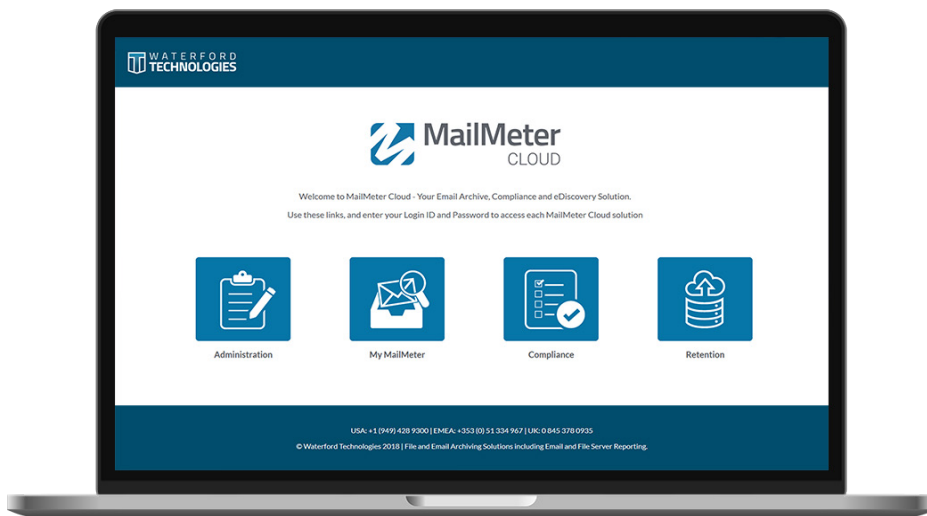 WATERFORD
TECHNOLOGIES
MailMeter
CLOUD
Welcome to MailMeter Cloud - Your Email Archive, Compliance and eDiscovery Solution.
Use these links, and enter your Login ID and Password to access each MailMeter Cloud solution
Administration
My MailMeter
Compliance
Retention
USA: +1 (949) 428 9300 | EMEA: +353 (0) 51 334 967 | UK: 0 845 378 0935
© Waterford Technologies 2018 | File and Email Archiving Solutions including Email and File Server Reporting.